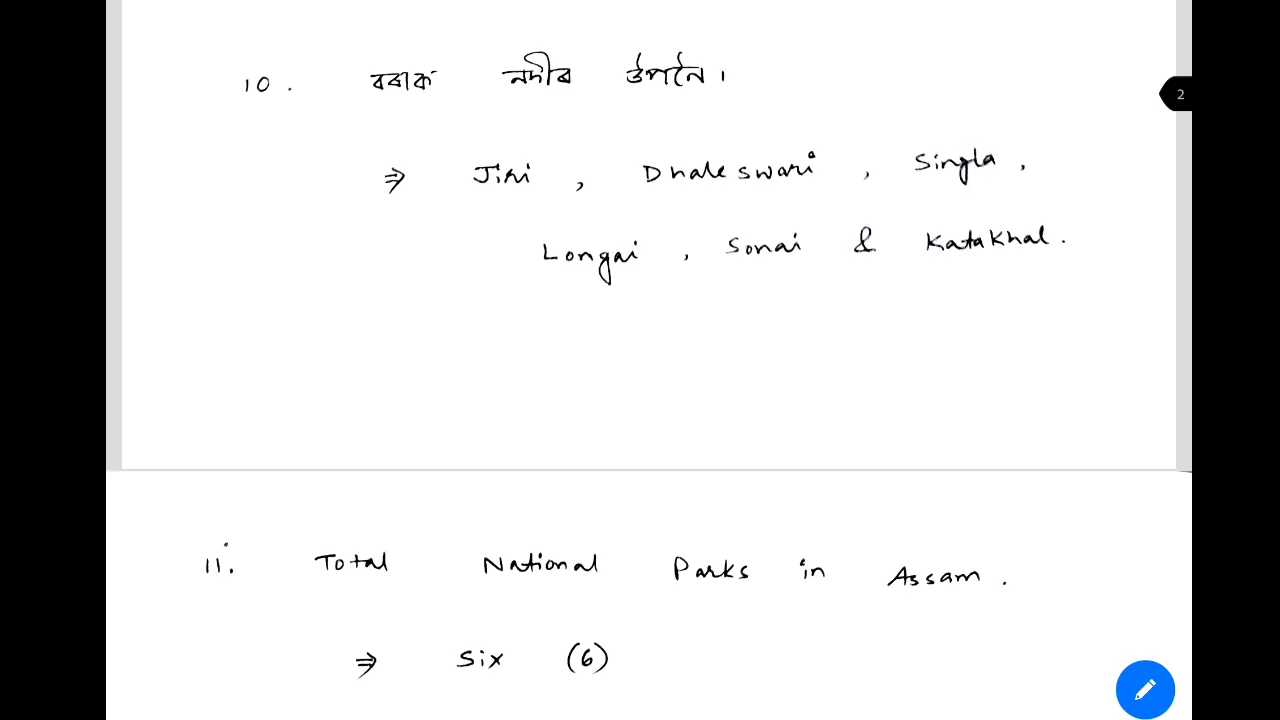 10. বৰাক নদীৰ উপনৈ।
2
⇒ Jiri, Dhaleswari, Singla,
Longai, Sonai & Katakhal.
11. Total National Parks in Assam.
⇒ Six (6)